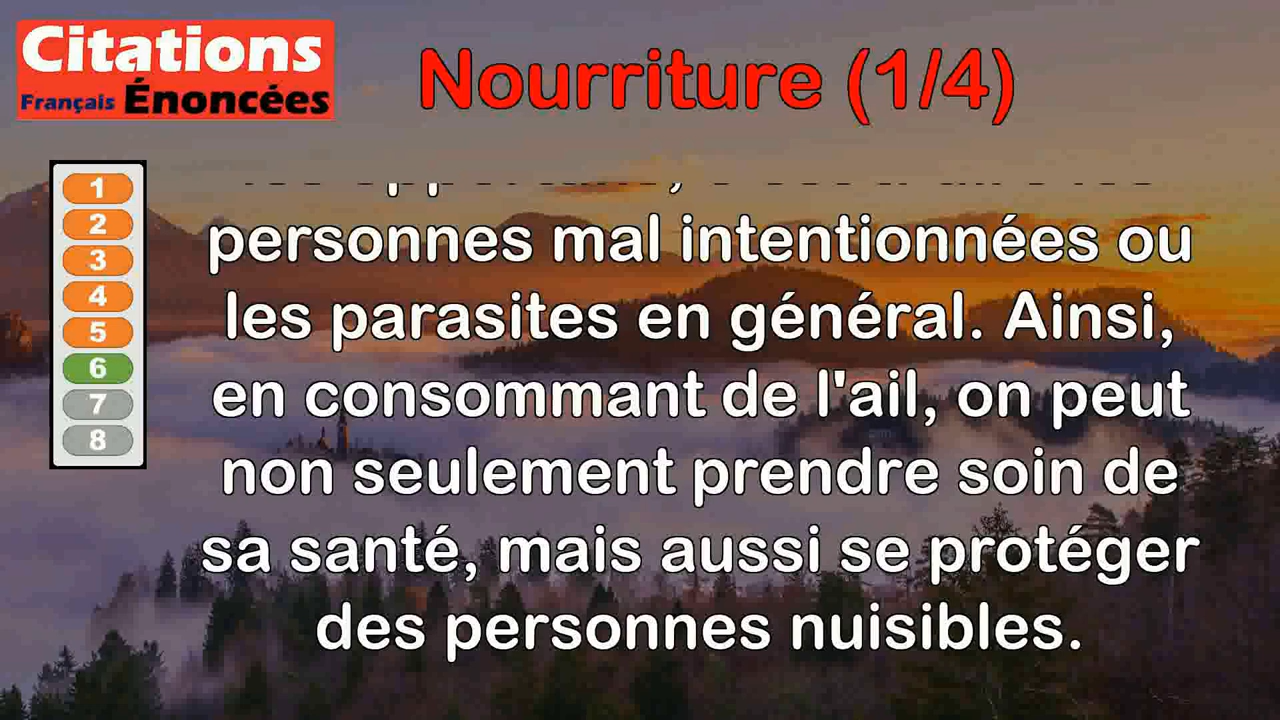 Citations
Français Énoncées
Nourriture (1/4)
1
2
3
4
5
6
7
8
personnes mal intentionnées ou
les parasites en général. Ainsi,
en consommant de l'ail, on peut
non seulement prendre soin de
sa santé, mais aussi se protéger
des personnes nuisibles.